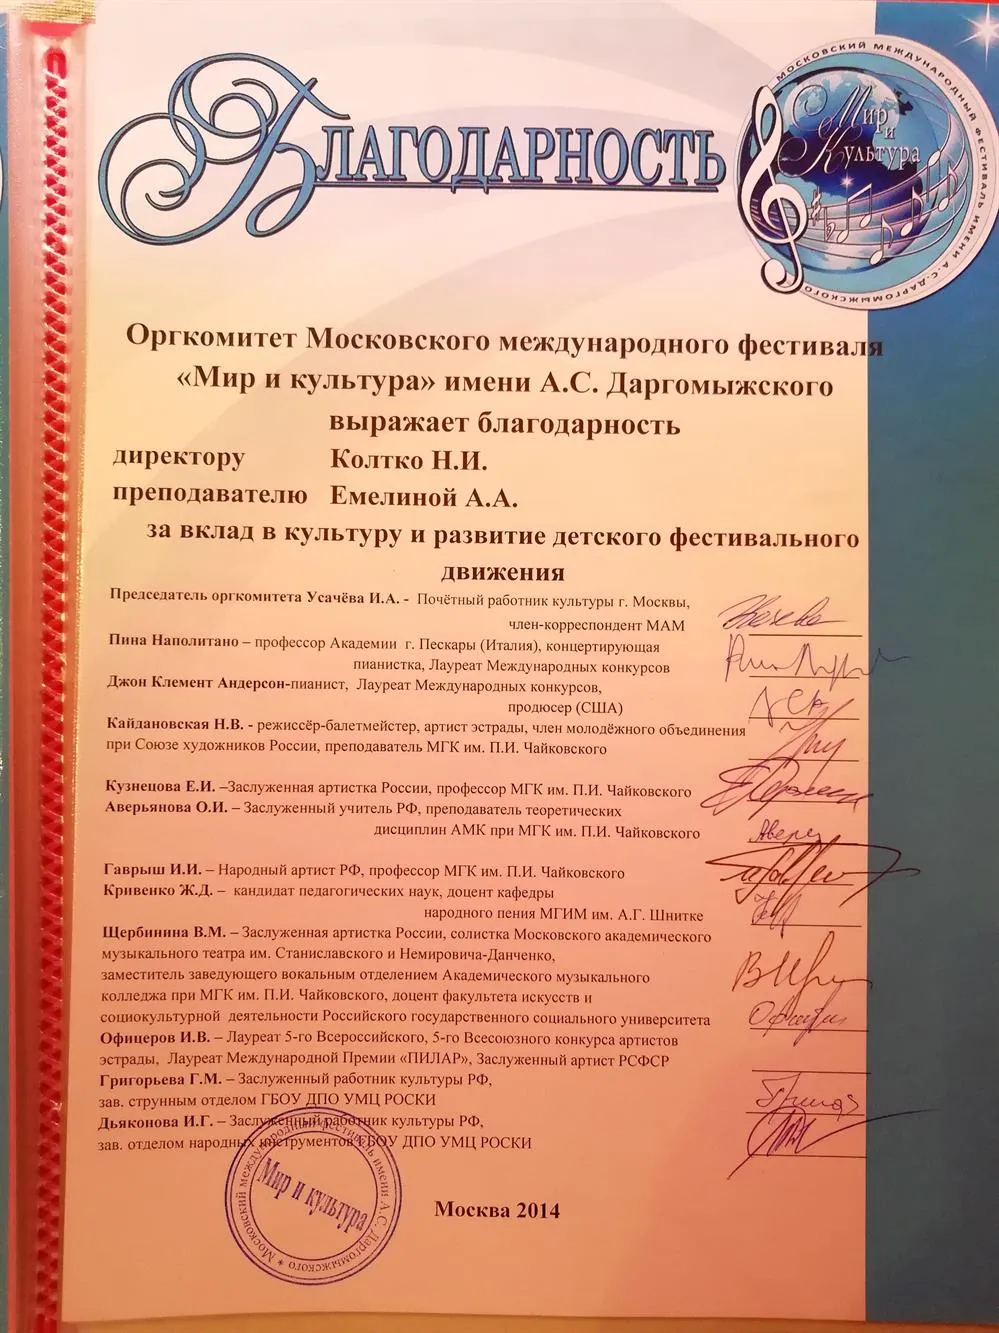 Благодарность
МОСКОВСКИЙ МЕЖДУНАРОДНЫЙ ФЕСТИВАЛЬ ИМЕНИ А.С.ДАРГОМЫЖСКОГО
Мир
и
Культура
Оргкомитет Московского международного фестиваля
«Мир и культура» имени А.С. Даргомыжского
выражает благодарность
директору Колтко Н.И.
преподавателю Емелиной А.А.
за вклад в культуру и развитие детского фестивального
движения
Председатель оргкомитета Усачёва И.А. - Почётный работник культуры г. Москвы,
член-корреспондент МАМ
Пина Наполитано – профессор Академии г. Пескары (Италия), концертирующая
пианистка, Лауреат Международных конкурсов
Джон Клемент Андерсон-пианист, Лауреат Международных конкурсов,
продюсер (США)
Кайдановская Н.В. - режиссёр-балетмейстер, артист эстрады, член молодёжного объединения
при Союзе художников России, преподаватель МГК им. П.И. Чайковского
Кузнецова Е.И. –Заслуженная артистка России, профессор МГК им. П.И. Чайковского
Аверьянова О.И. – Заслуженный учитель РФ, преподаватель теоретических
дисциплин АМК при МГК им. П.И. Чайковского
Гаврыш И.И. – Народный артист РФ, профессор МГК им. П.И. Чайковского
Кривенко Ж.Д. – кандидат педагогических наук, доцент кафедры
народного пения МГИМ им. А.Г. Шнитке
Щербинина В.М. – Заслуженная артистка России, солистка Московского академического
музыкального театра им. Станиславского и Немировича-Данченко,
заместитель заведующего вокальным отделением Академического музыкального
колледжа при МГК им. П.И. Чайковского, доцент факультета искусств и
социокультурной деятельности Российского государственного социального университета
Офицеров И.В. – Лауреат 5-го Всероссийского, 5-го Всесоюзного конкурса артистов
эстрады, Лауреат Международной Премии «ПИЛАР», Заслуженный артист РСФСР
Григорьева Г.М. – Заслуженный работник культуры РФ,
зав. струнным отделом ГБОУ ДПО УМЦ РОСКИ
Дьяконова И.Г. – Заслуженный работник культуры РФ,
зав. отделом народных инструментов ГБОУ ДПО УМЦ РОСКИ
Московский международный фестиваль имени А.С. Даргомыжского
Мир и культура
Москва 2014